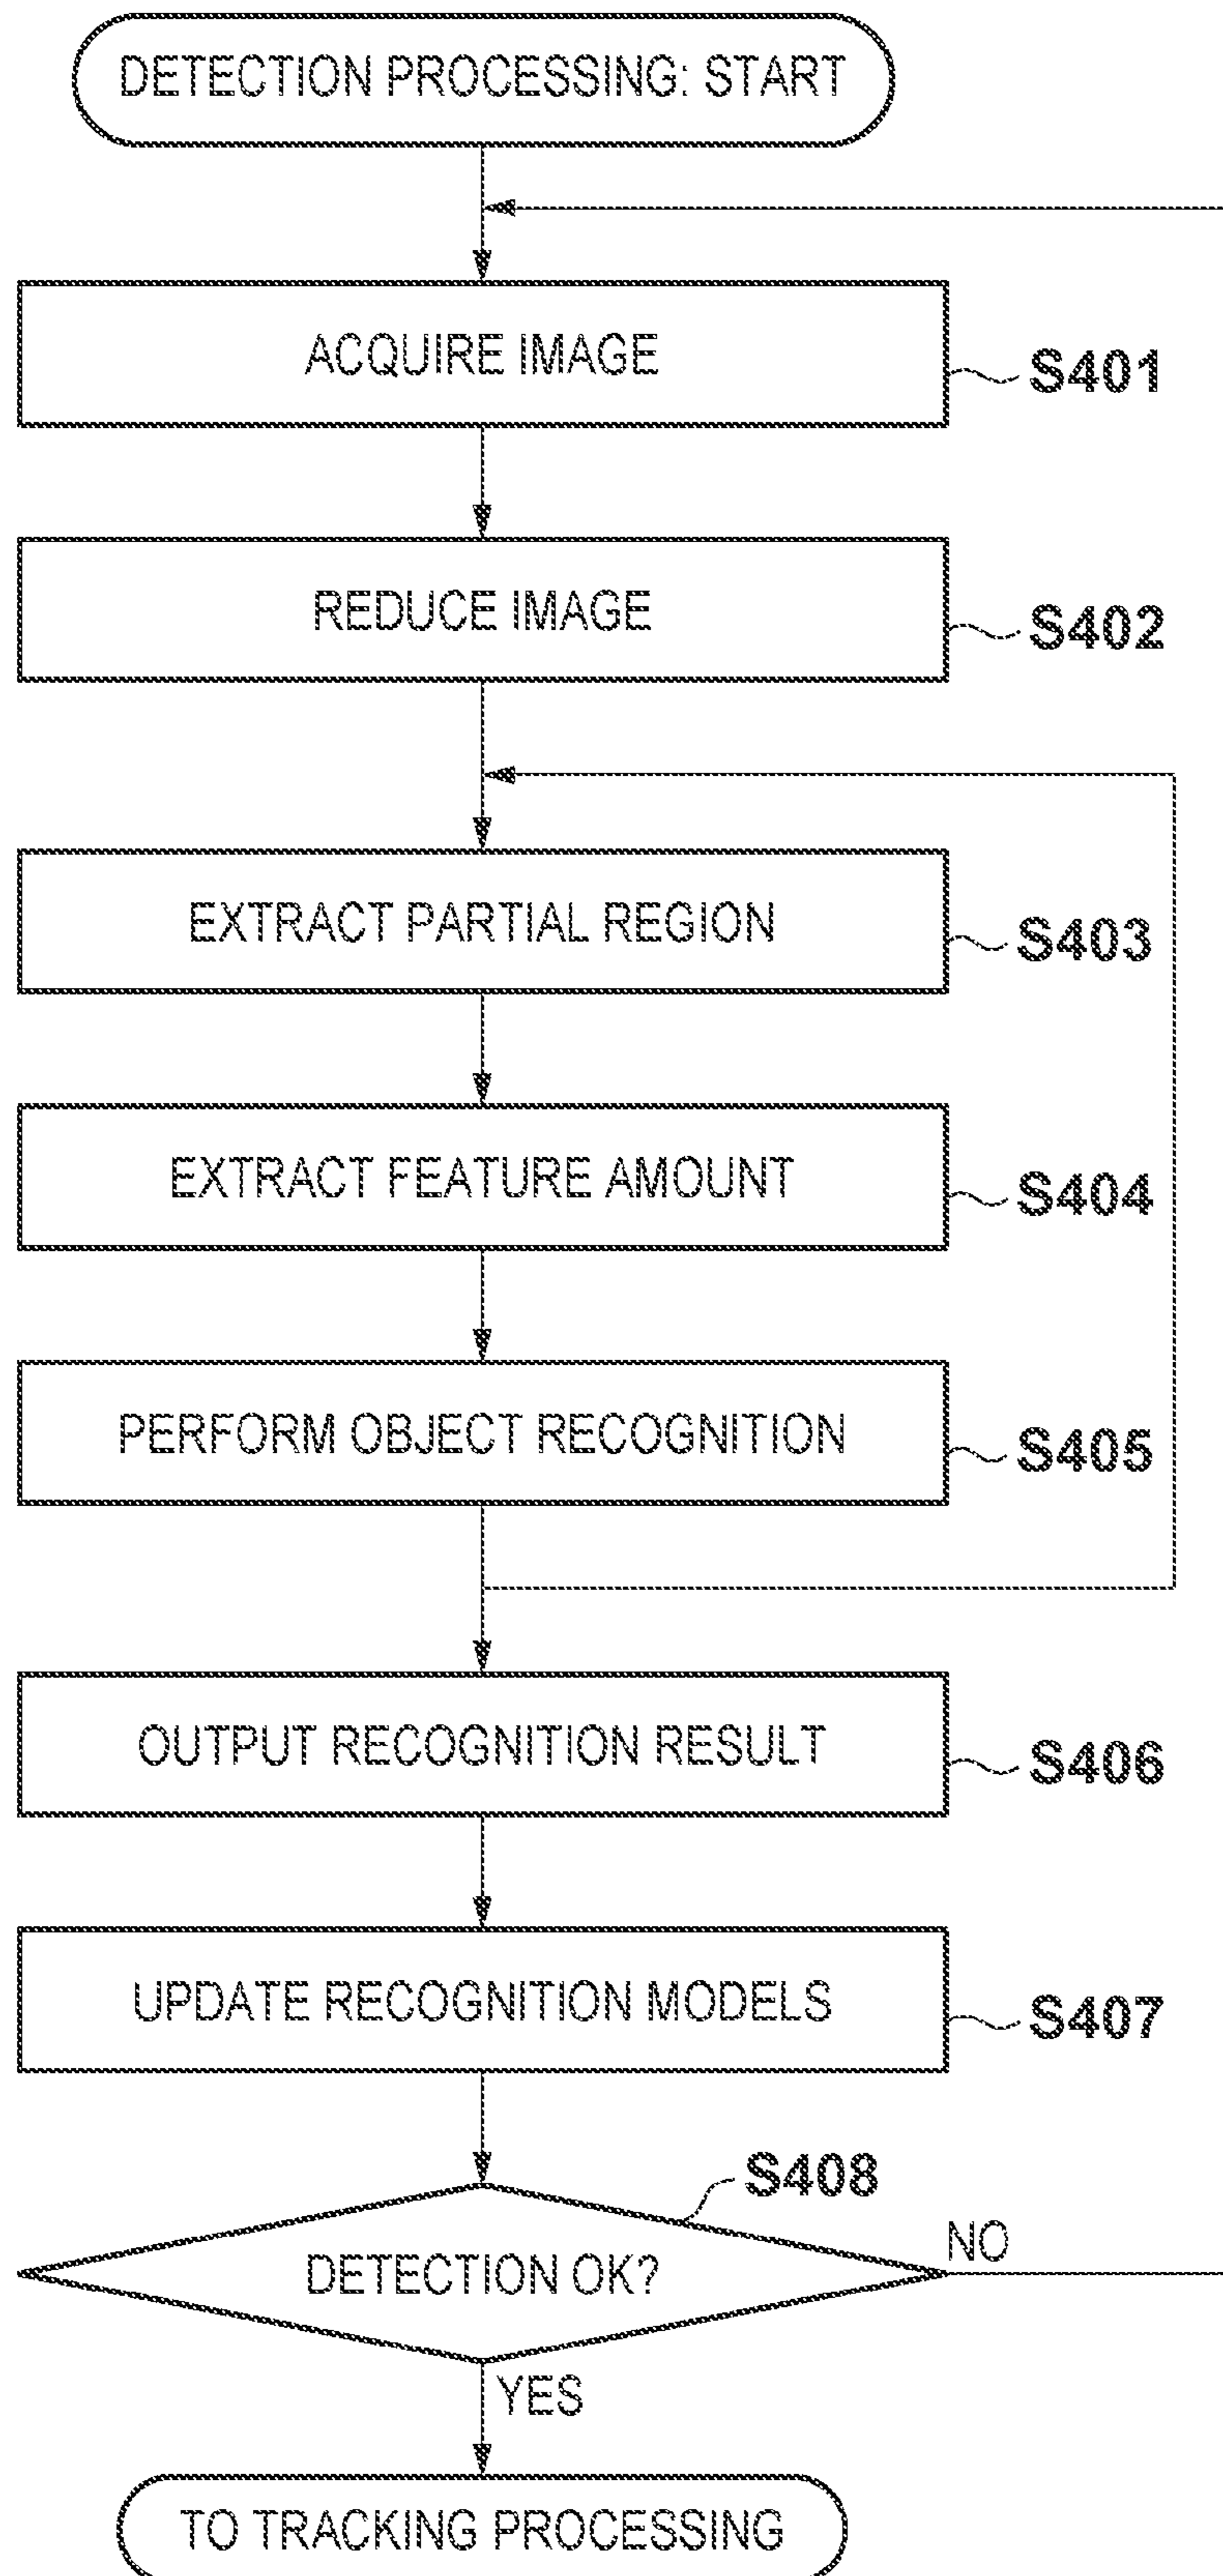 DETECTION PROCESSING: START
ACQUIRE IMAGE
S401
REDUCE IMAGE
S402
EXTRACT PARTIAL REGION
S403
EXTRACT FEATURE AMOUNT
S404
PERFORM OBJECT RECOGNITION
S405
OUTPUT RECOGNITION RESULT
S406
UPDATE RECOGNITION MODELS
S407
S408
DETECTION OK?
NO
YES
TO TRACKING PROCESSING